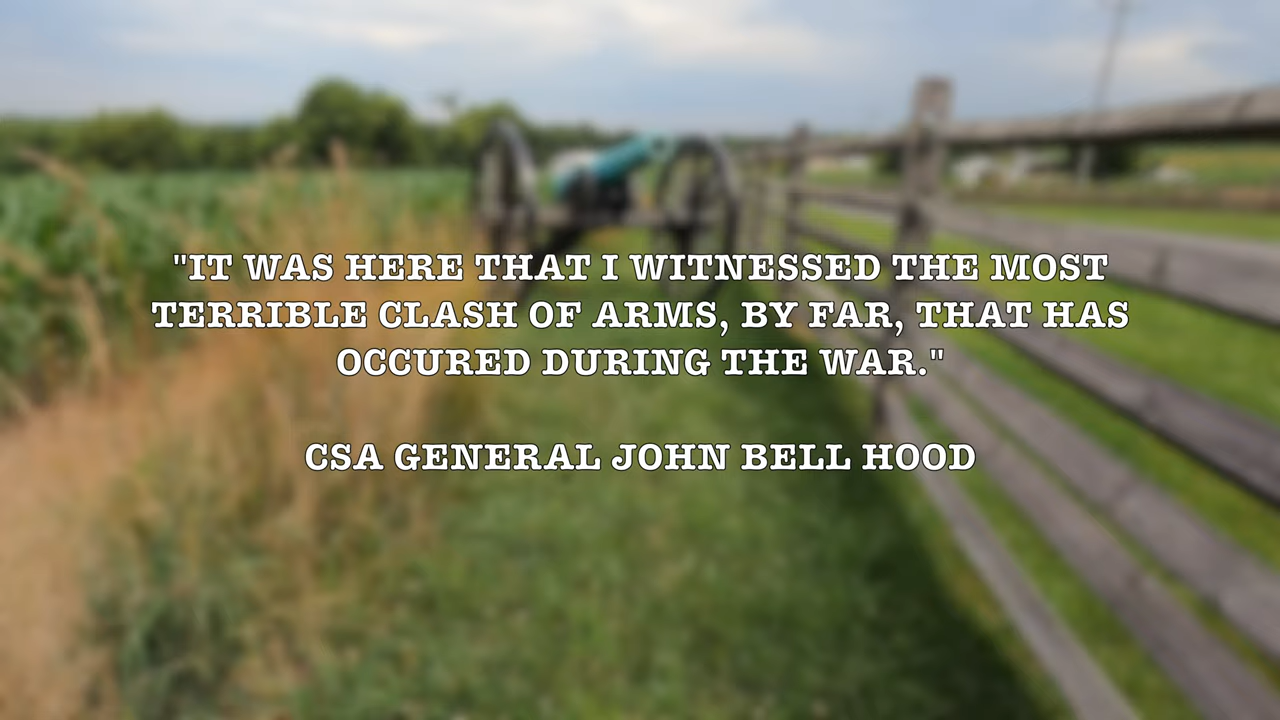 "IT WAS HERE THAT I WITNESSED THE MOST
TERRIBLE CLASH OF ARMS, BY FAR, THAT HAS
OCCURED DURING THE WAR."
CSA GENERAL JOHN BELL HOOD